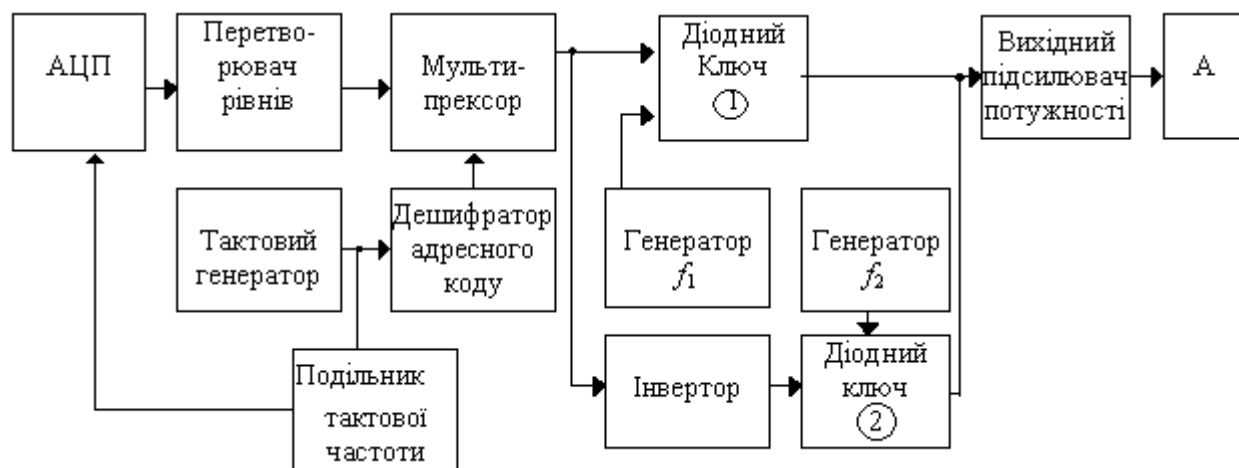 АЦП
Перетво-
рювач
рівнів
Мульти-
прексор
Діодний
Ключ
1
Вихідний
підсилювач
потужності
А
Тактовий
генератор
Дешифратор
адресного
коду
Генератор
f1
Генератор
f2
Подільник
тактової
частоти
Інвертор
Діодний
ключ
2